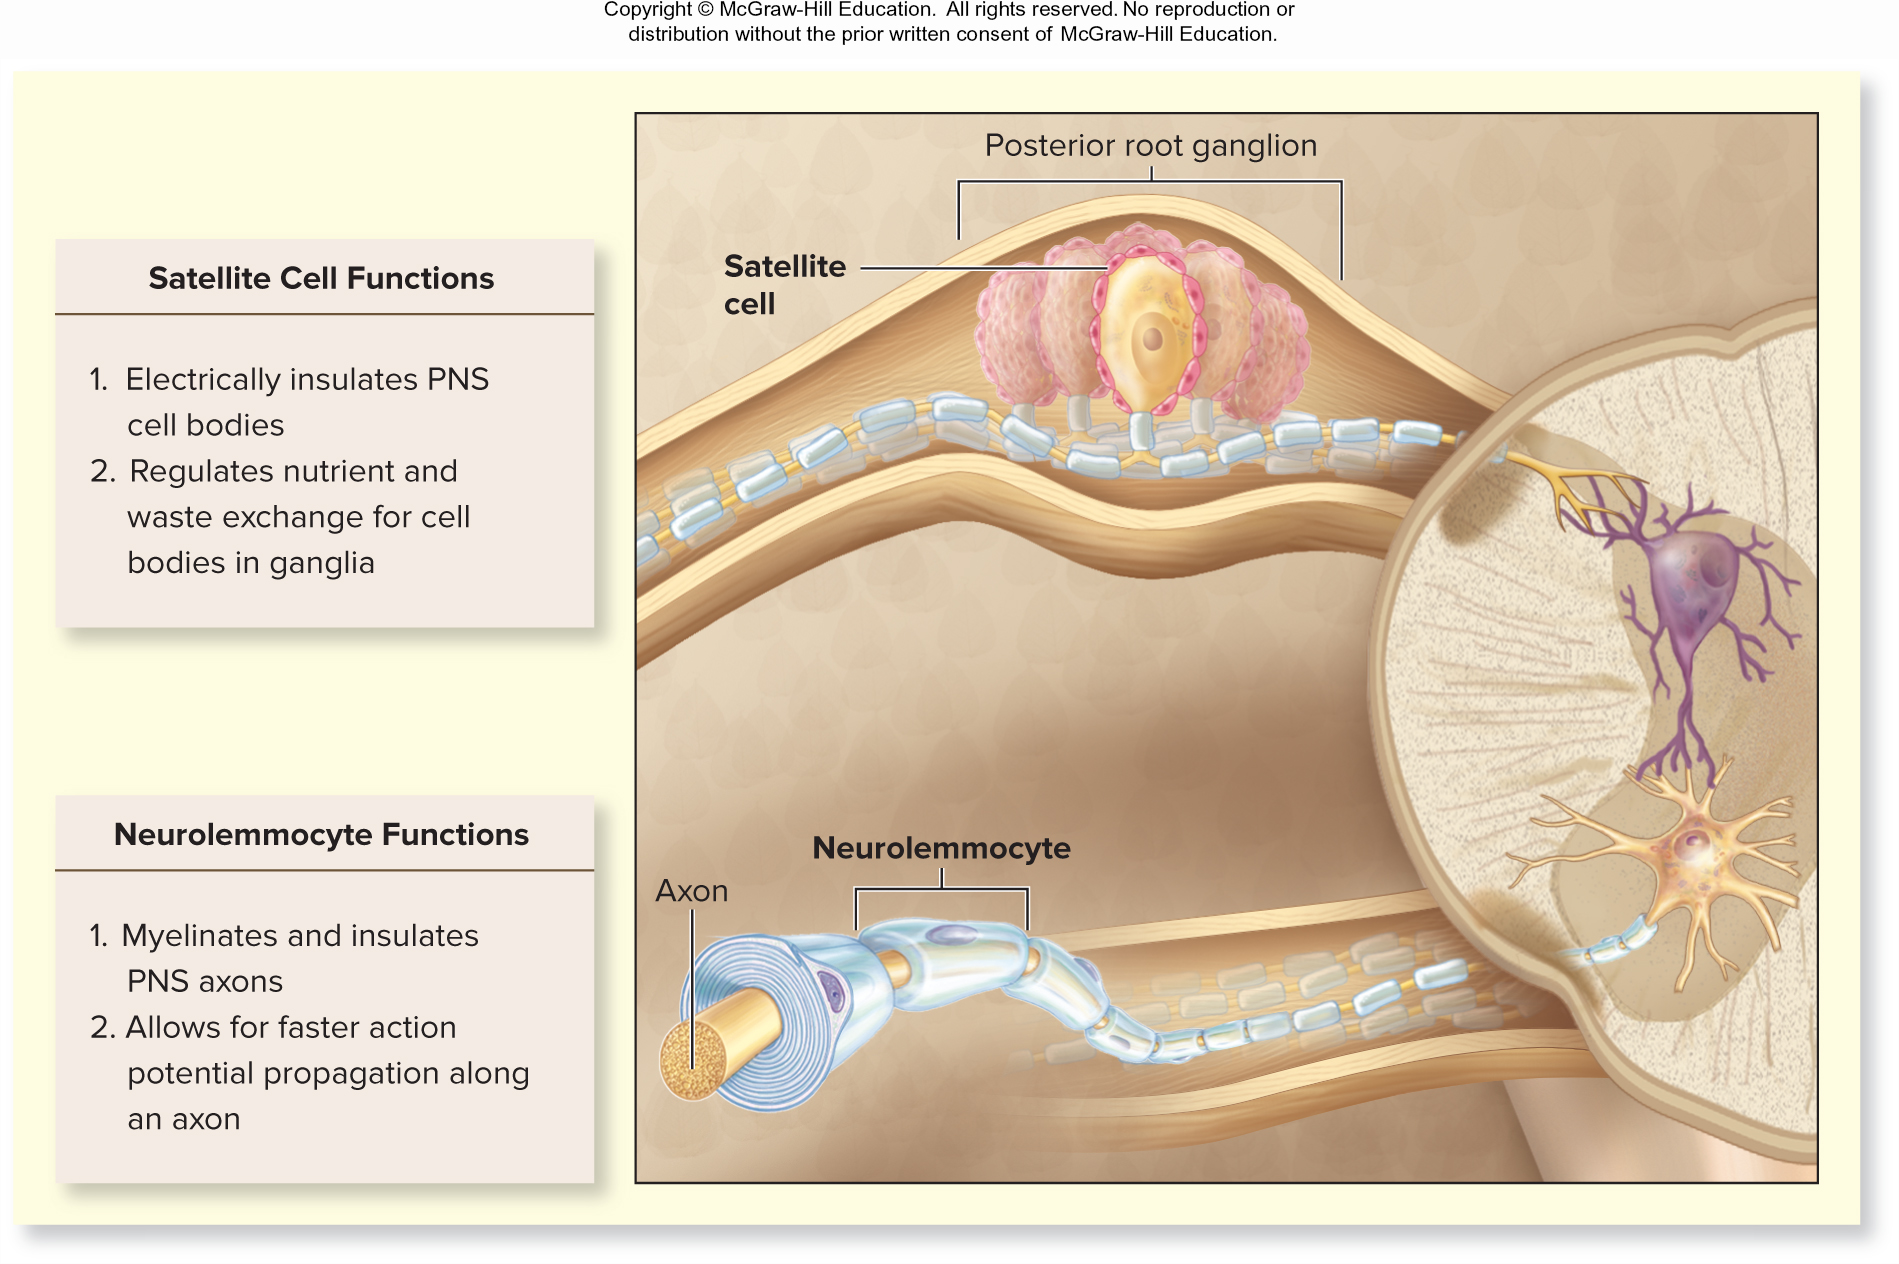 Copyright © McGraw-Hill Education. All rights reserved. No reproduction or
distribution without the prior written consent of McGraw-Hill Education.
Posterior root ganglion
Satellite
cell
Satellite Cell Functions
1. Electrically insulates PNS
cell bodies
2. Regulates nutrient and
waste exchange for cell
bodies in ganglia
Neurolemmocyte
Axon
Neurolemmocyte Functions
1. Myelinates and insulates
PNS axons
2. Allows for faster action
potential propagation along
an axon